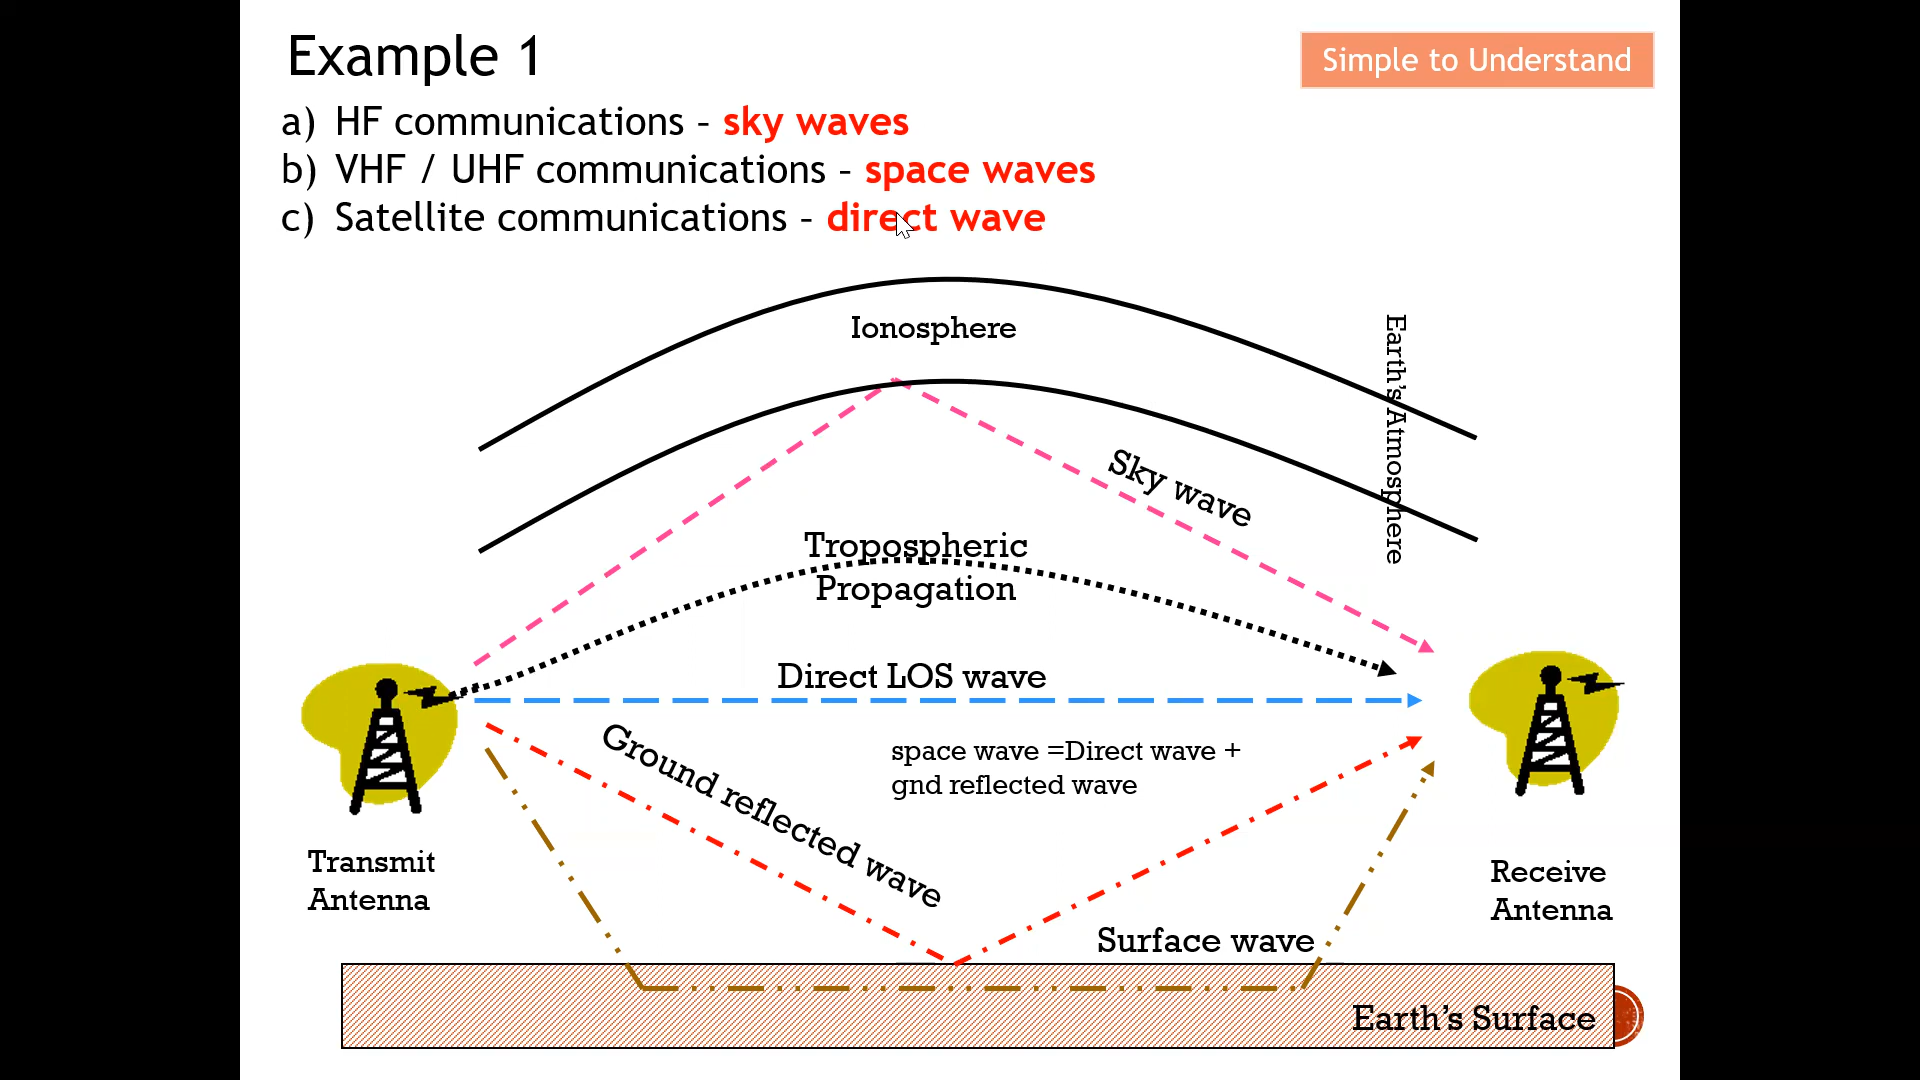 Example 1
Simple to Understand
a) HF communications - sky waves
b) VHF / UHF communications - space waves
c) Satellite communications - direct wave
Ionosphere
Earth's Atmosphere
Sky wave
Tropospheric
Propagation
Direct LOS wave
Ground reflected wave
space wave =Direct wave +
gnd reflected wave
Transmit
Antenna
Receive
Antenna
Surface wave
Earth's Surface